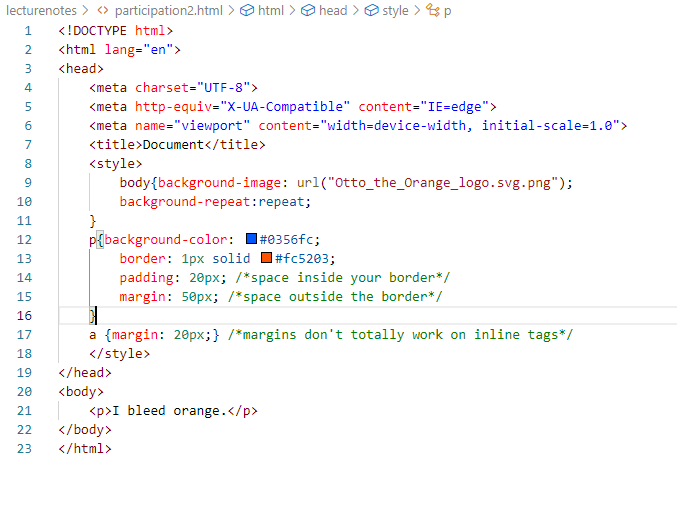 lecturenotes > <> participation2.html > html > head > style > p
1 <!DOCTYPE html>
2 <html lang="en">
3 <head>
4 <meta charset="UTF-8">
5 <meta http-equiv="X-UA-Compatible" content="IE=edge">
6 <meta name="viewport" content="width=device-width, initial-scale=1.0">
7 <title>Document</title>
8 <style>
9 body{background-image: url("Otto_the_Orange_logo.svg.png");
10 background-repeat:repeat;
11 }
12 p{background-color: #0356fc;
13 border: 1px solid #fc5203;
14 padding: 20px; /*space inside your border*/
15 margin: 50px; /*space outside the border*/
16 }
17 a {margin: 20px;} /*margins don't totally work on inline tags*/
18 </style>
19 </head>
20 <body>
21 <p>I bleed orange.</p>
22 </body>
23 </html>